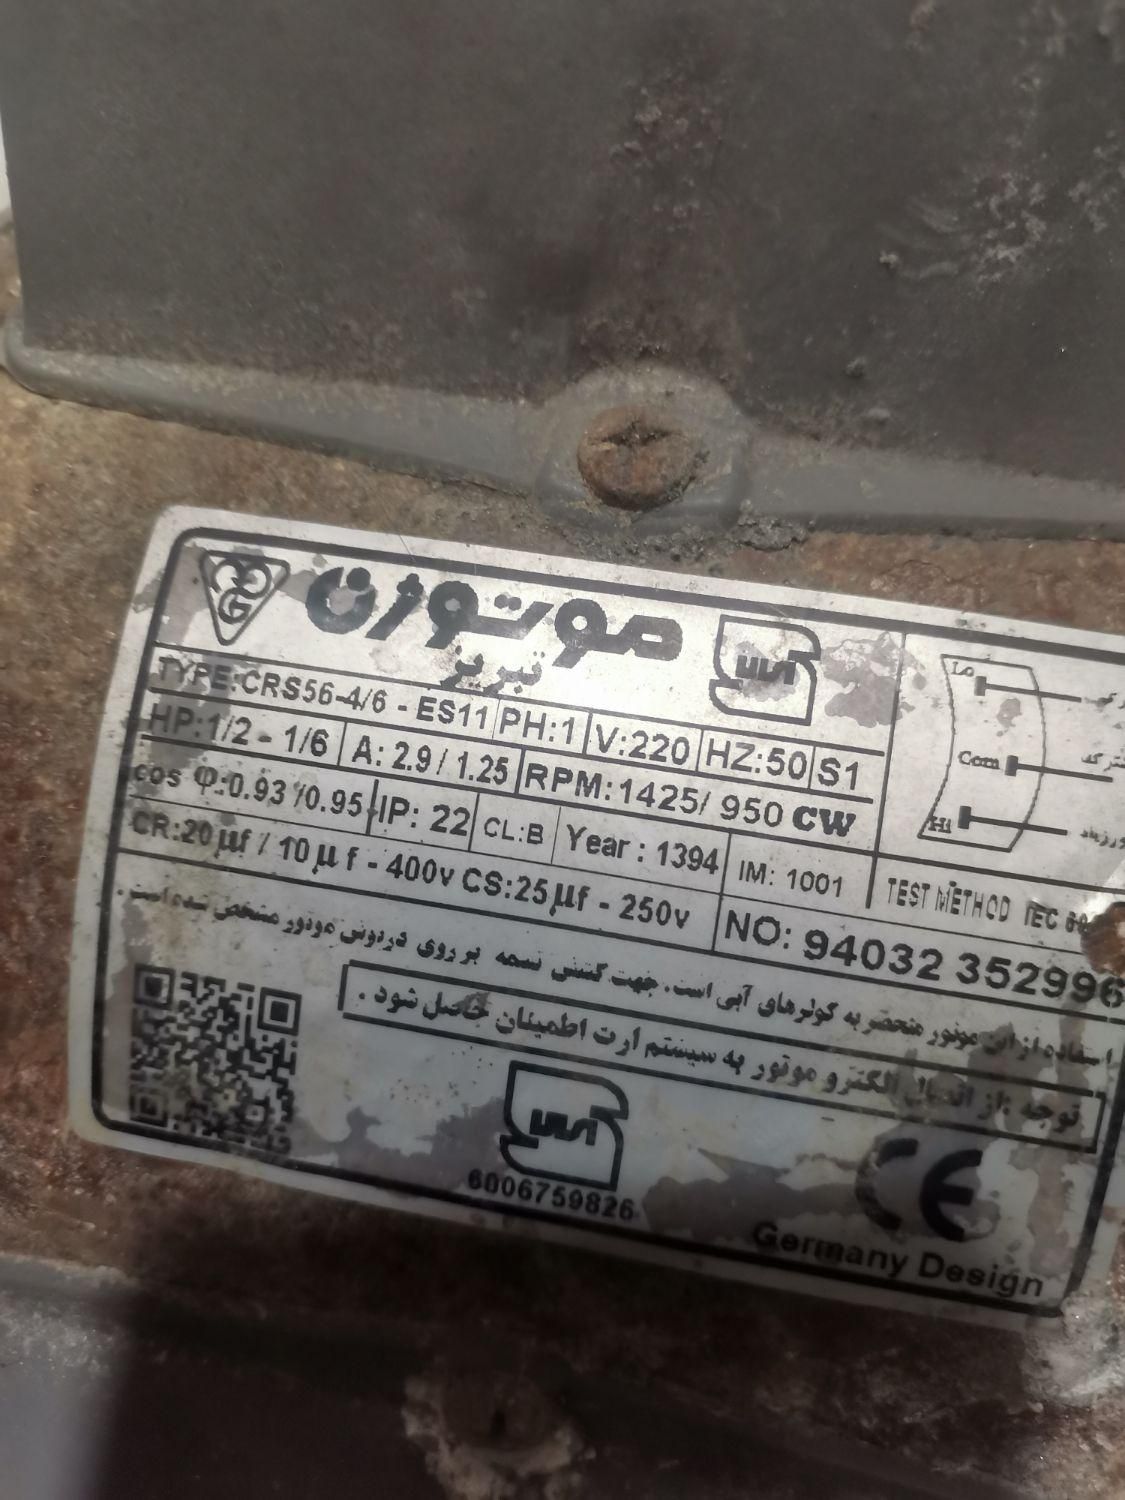 موتوژن
تبریز
TYPE:CRS56-4/6 - ES11 PH:1 V:220 HZ:50 S1
HP:1/2 - 1/6 A: 2.9 / 1.25 RPM:1425/ 950 CW
cos φ:0.93 /0.95 IP: 22 CL:B Year : 1394 IM: 1001
CR:20 µf / 10 µ f - 400v CS:25µf - 250v NO: 94032 352996
Lo
Com
Hi
TEST METHOD IEC
استفاده از این موتور منحصر به کولرهای آبی است. جهت کشش تسمه بر روی درپوش موتور مشخص شده است .
توجه : از اتصال الکترو موتور به سیستم ارت اطمینان حاصل شود .
6006759826
CE
Germany Design